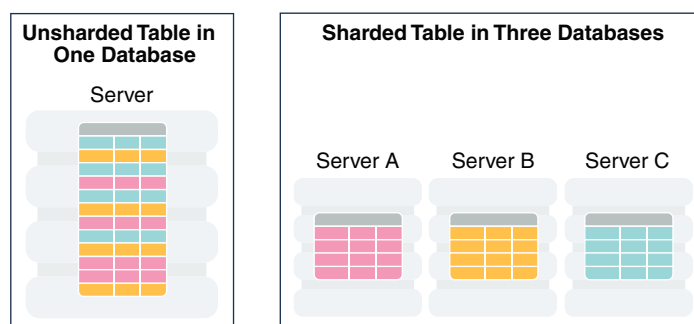 Unsharded Table in
One Database
Server
Sharded Table in Three Databases
Server A
Server B
Server C